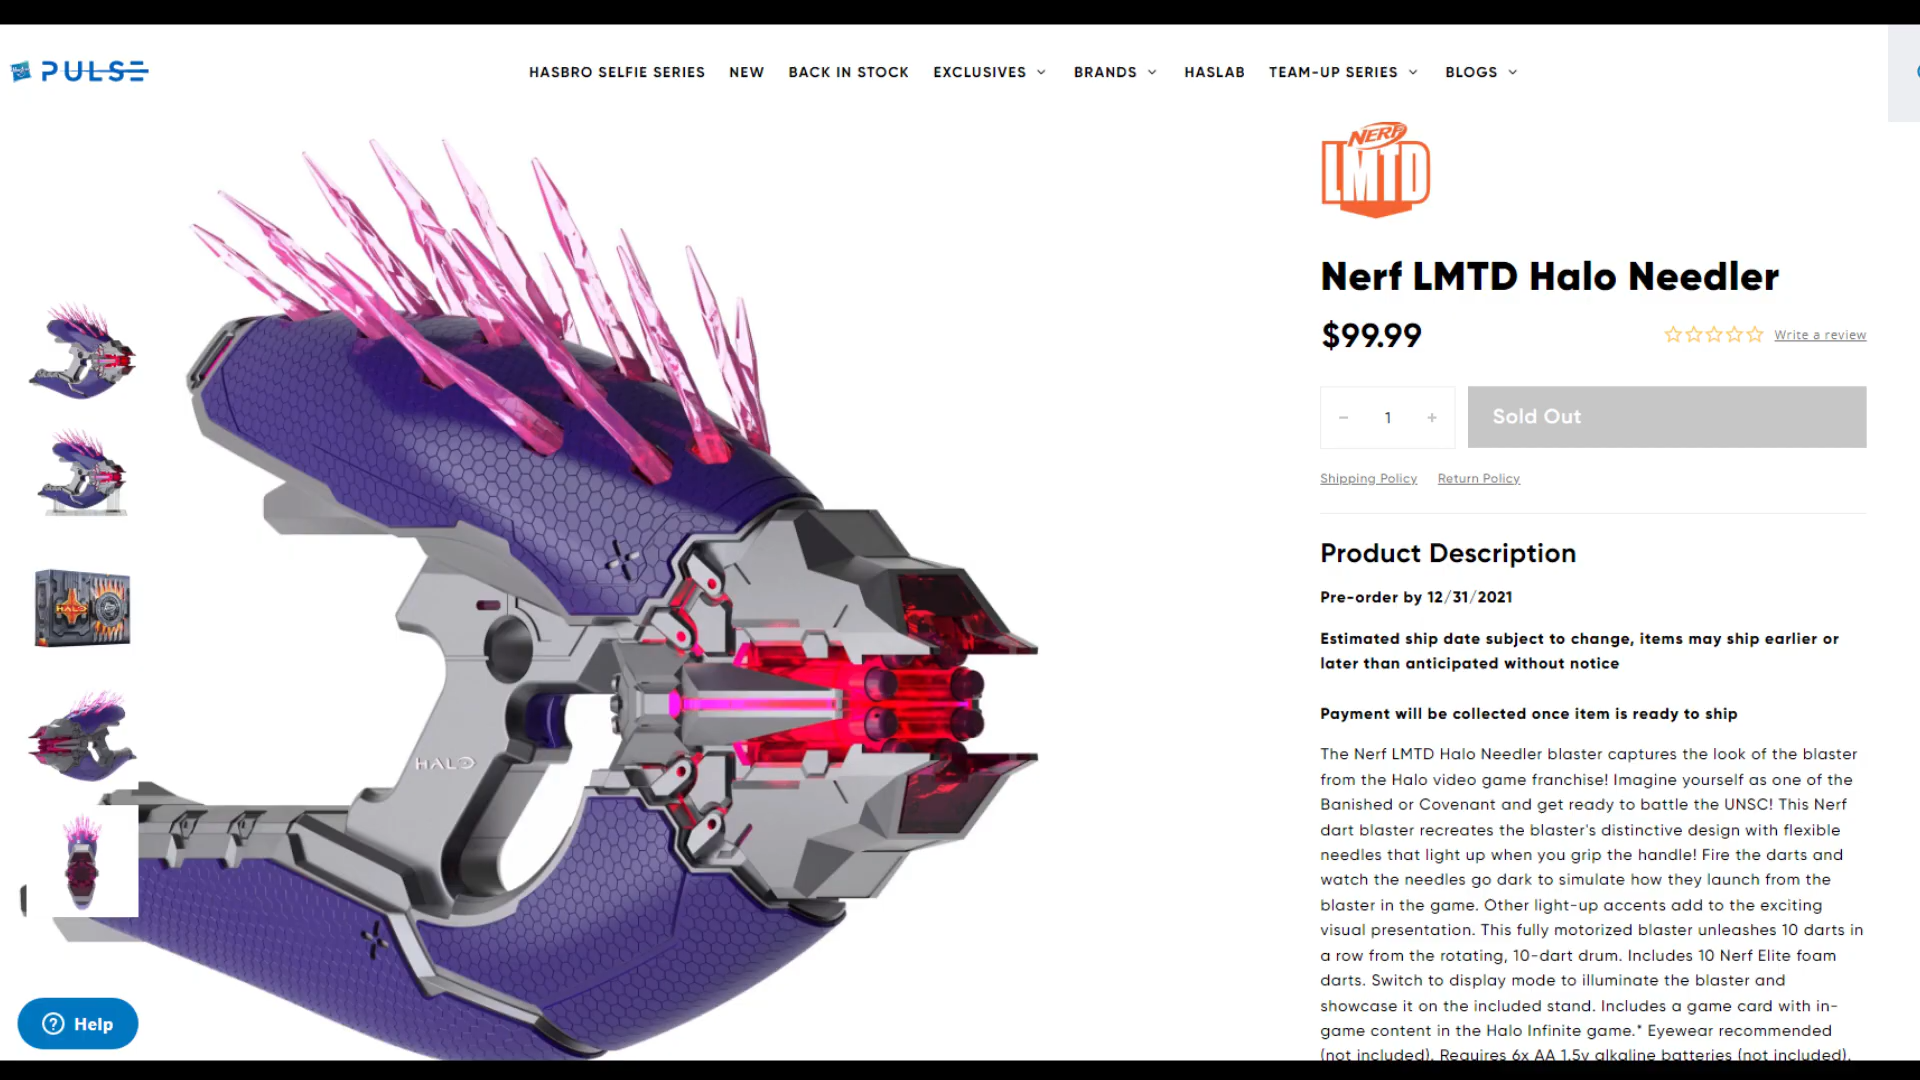 PULSE
HASBRO SELFIE SERIES NEW BACK IN STOCK EXCLUSIVES BRANDS HASLAB TEAM-UP SERIES BLOGS
NERF
LMTD
Nerf LMTD Halo Needler
$99.99
Write a review
- 1 +
Sold Out
Shipping Policy Return Policy
Product Description
Pre-order by 12/31/2021
Estimated ship date subject to change, items may ship earlier or
later than anticipated without notice
Payment will be collected once item is ready to ship
The Nerf LMTD Halo Needler blaster captures the look of the blaster
from the Halo video game franchise! Imagine yourself as one of the
Banished or Covenant and get ready to battle the UNSC! This Nerf
dart blaster recreates the blaster's distinctive design with flexible
needles that light up when you grip the handle! Fire the darts and
watch the needles go dark to simulate how they launch from the
blaster in the game. Other light-up accents add to the exciting
visual presentation. This fully motorized blaster unleashes 10 darts in
a row from the rotating, 10-dart drum. Includes 10 Nerf Elite foam
darts. Switch to display mode to illuminate the blaster and
showcase it on the included stand. Includes a game card with in-
game content in the Halo Infinite game.* Eyewear recommended
(not included). Requires 6x AA 1.5v alkaline batteries (not included).
HALO
HALO
? Help